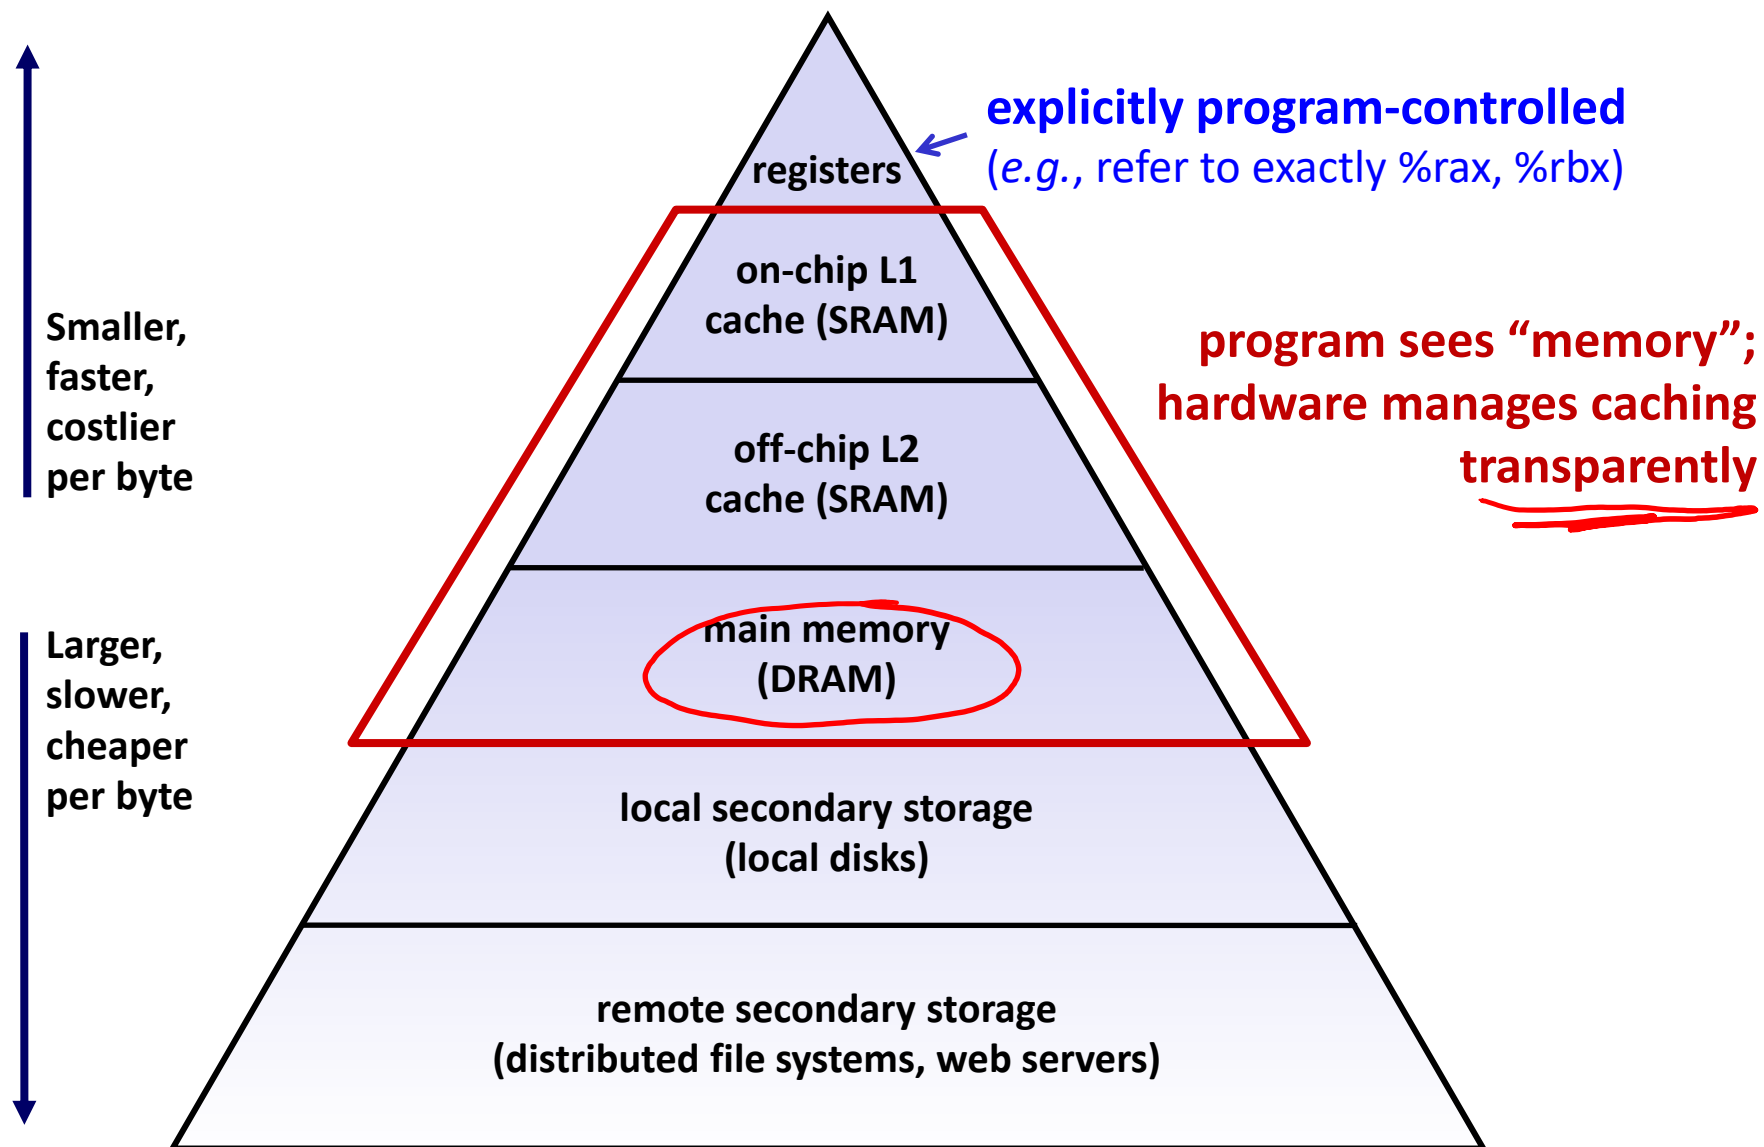 explicitly program-controlled
(e.g., refer to exactly %rax, %rbx)
registers
on-chip L1
cache (SRAM)
Smaller,
faster,
costlier
per byte
program sees “memory”;
hardware manages caching
transparently
off-chip L2
cache (SRAM)
main memory
(DRAM)
Larger,
slower,
cheaper
per byte
local secondary storage
(local disks)
remote secondary storage
(distributed file systems, web servers)